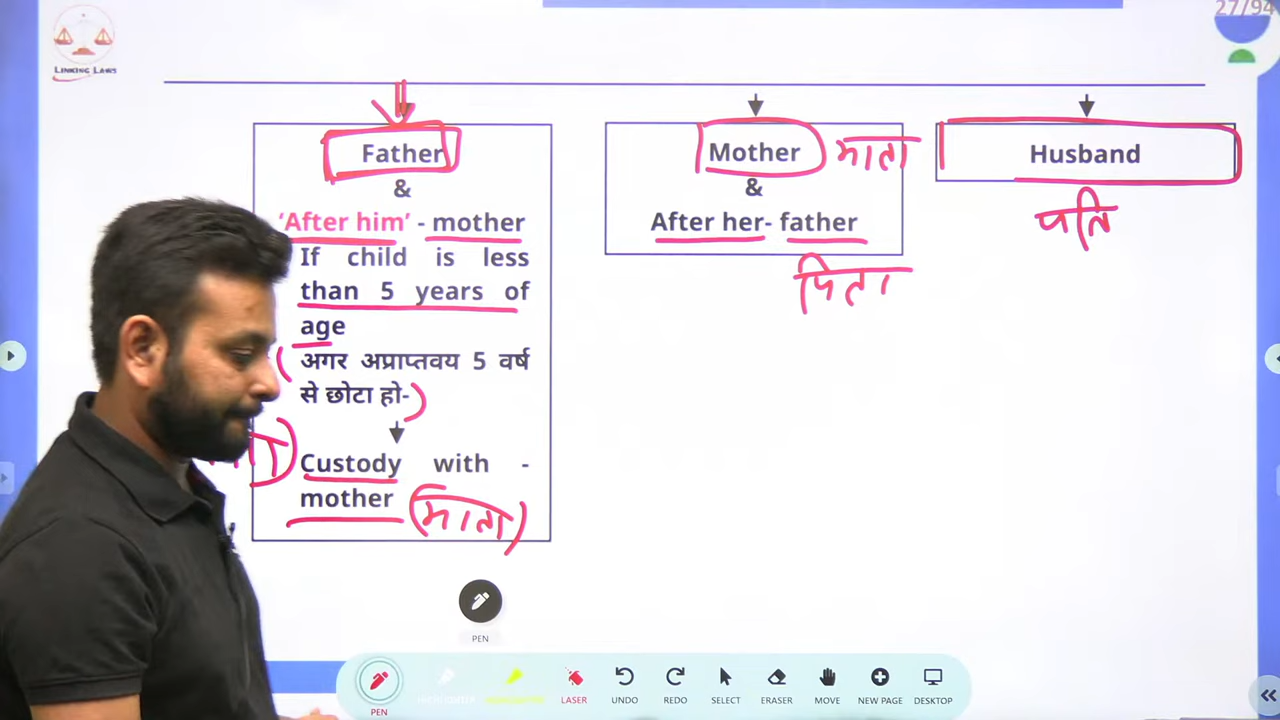 27/94
LINKING LAWS
Father
&
‘After him’ - mother
If child is less
than 5 years of
age
(अगर अप्राप्तवय 5 वर्ष
से छोटा हो-)
Custody with -
mother (माता)
Mother माता
&
After her- father
पिता
Husband
पति
PEN
PEN
HIGHLIGHTER
LASER
UNDO
REDO
SELECT
ERASER
MOVE
NEW PAGE
DESKTOP